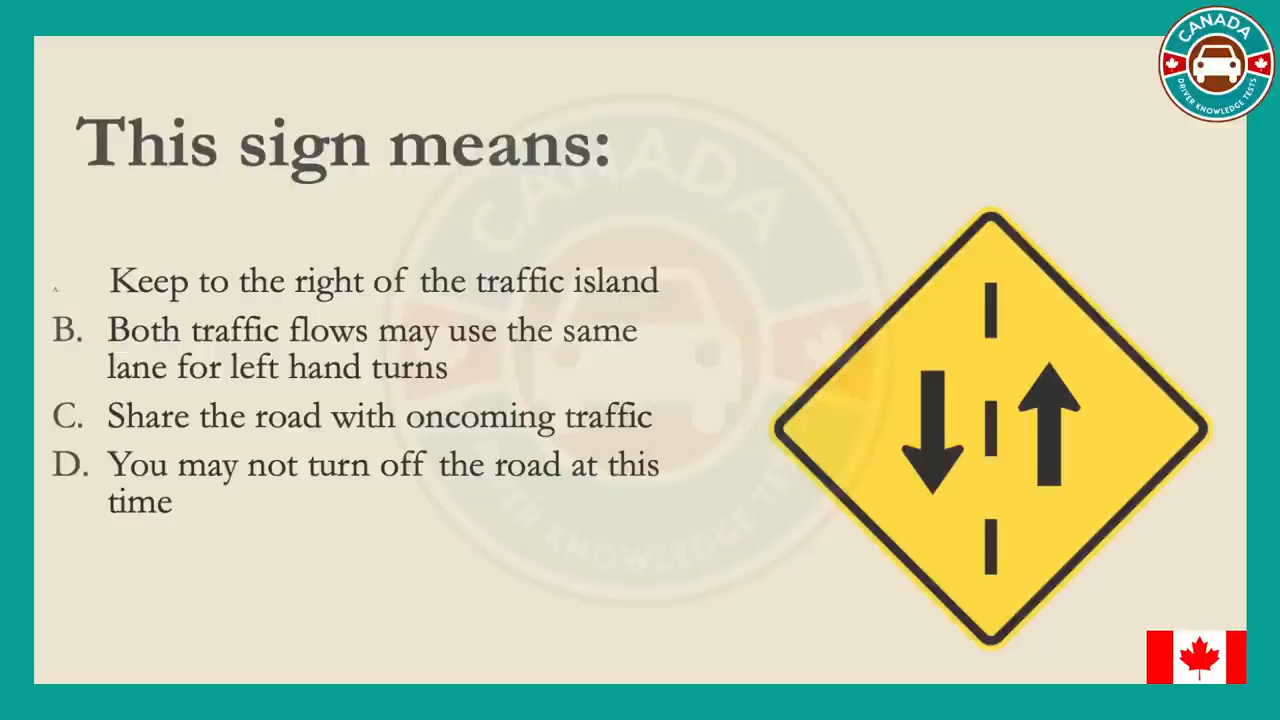 CANADA
DRIVER KNOWLEDGE TESTS
This sign means:
A. Keep to the right of the traffic island
B. Both traffic flows may use the same
lane for left hand turns
C. Share the road with oncoming traffic
D. You may not turn off the road at this
time
CANADA